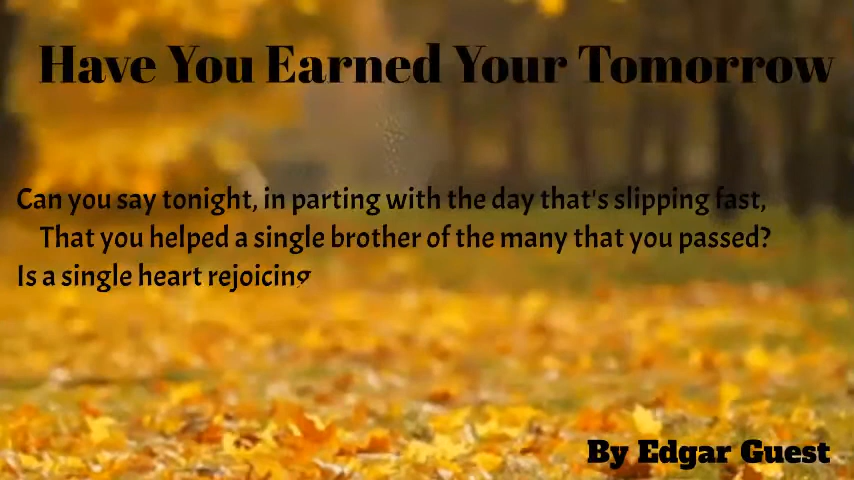 Have You Earned Your Tomorrow
Can you say tonight, in parting with the day that's slipping fast,
That you helped a single brother of the many that you passed?
Is a single heart rejoicing
By Edgar Guest